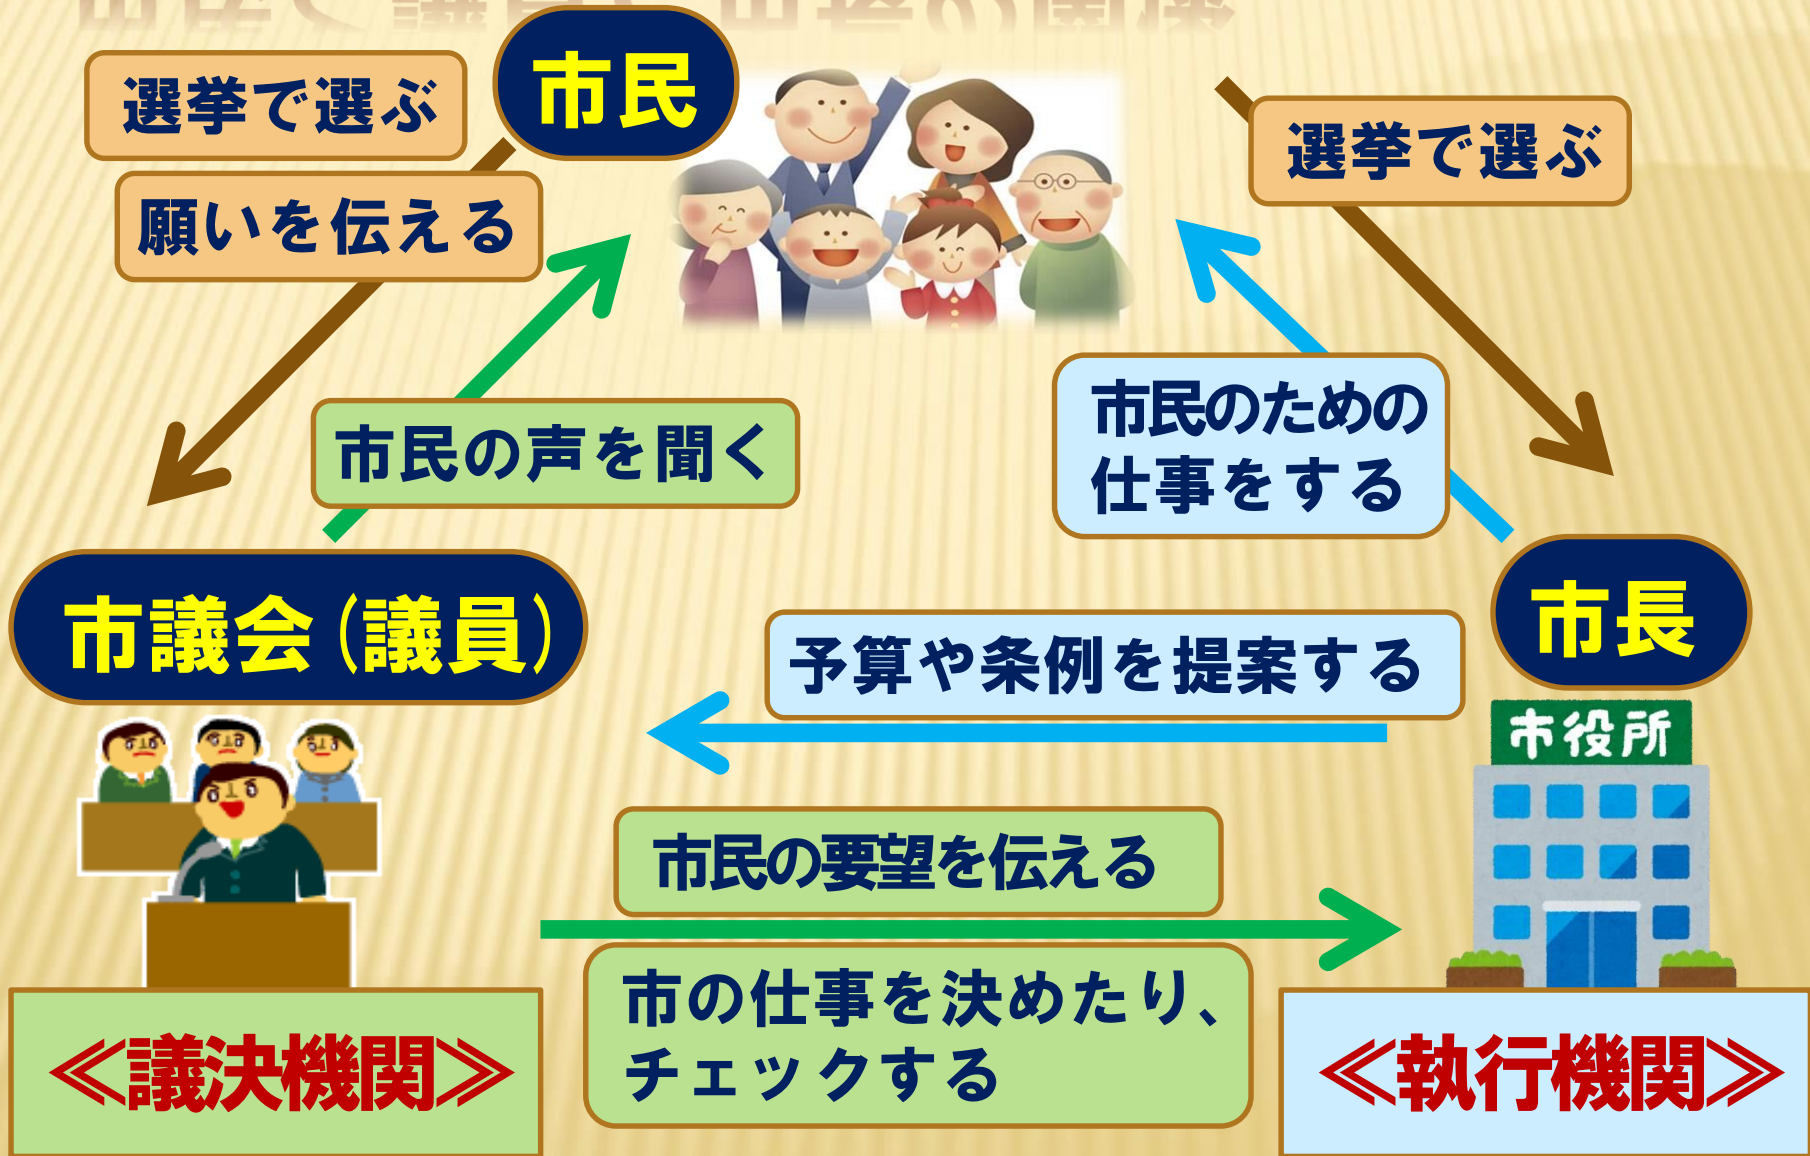 市民
選挙で選ぶ
選挙で選ぶ
願いを伝える
市民の声を聞く
市民のための
仕事をする
市議会(議員)
市長
予算や条例を提案する
市役所
市民の要望を伝える
市の仕事を決めたり、
チェックする
≪議決機関≫
≪執行機関≫